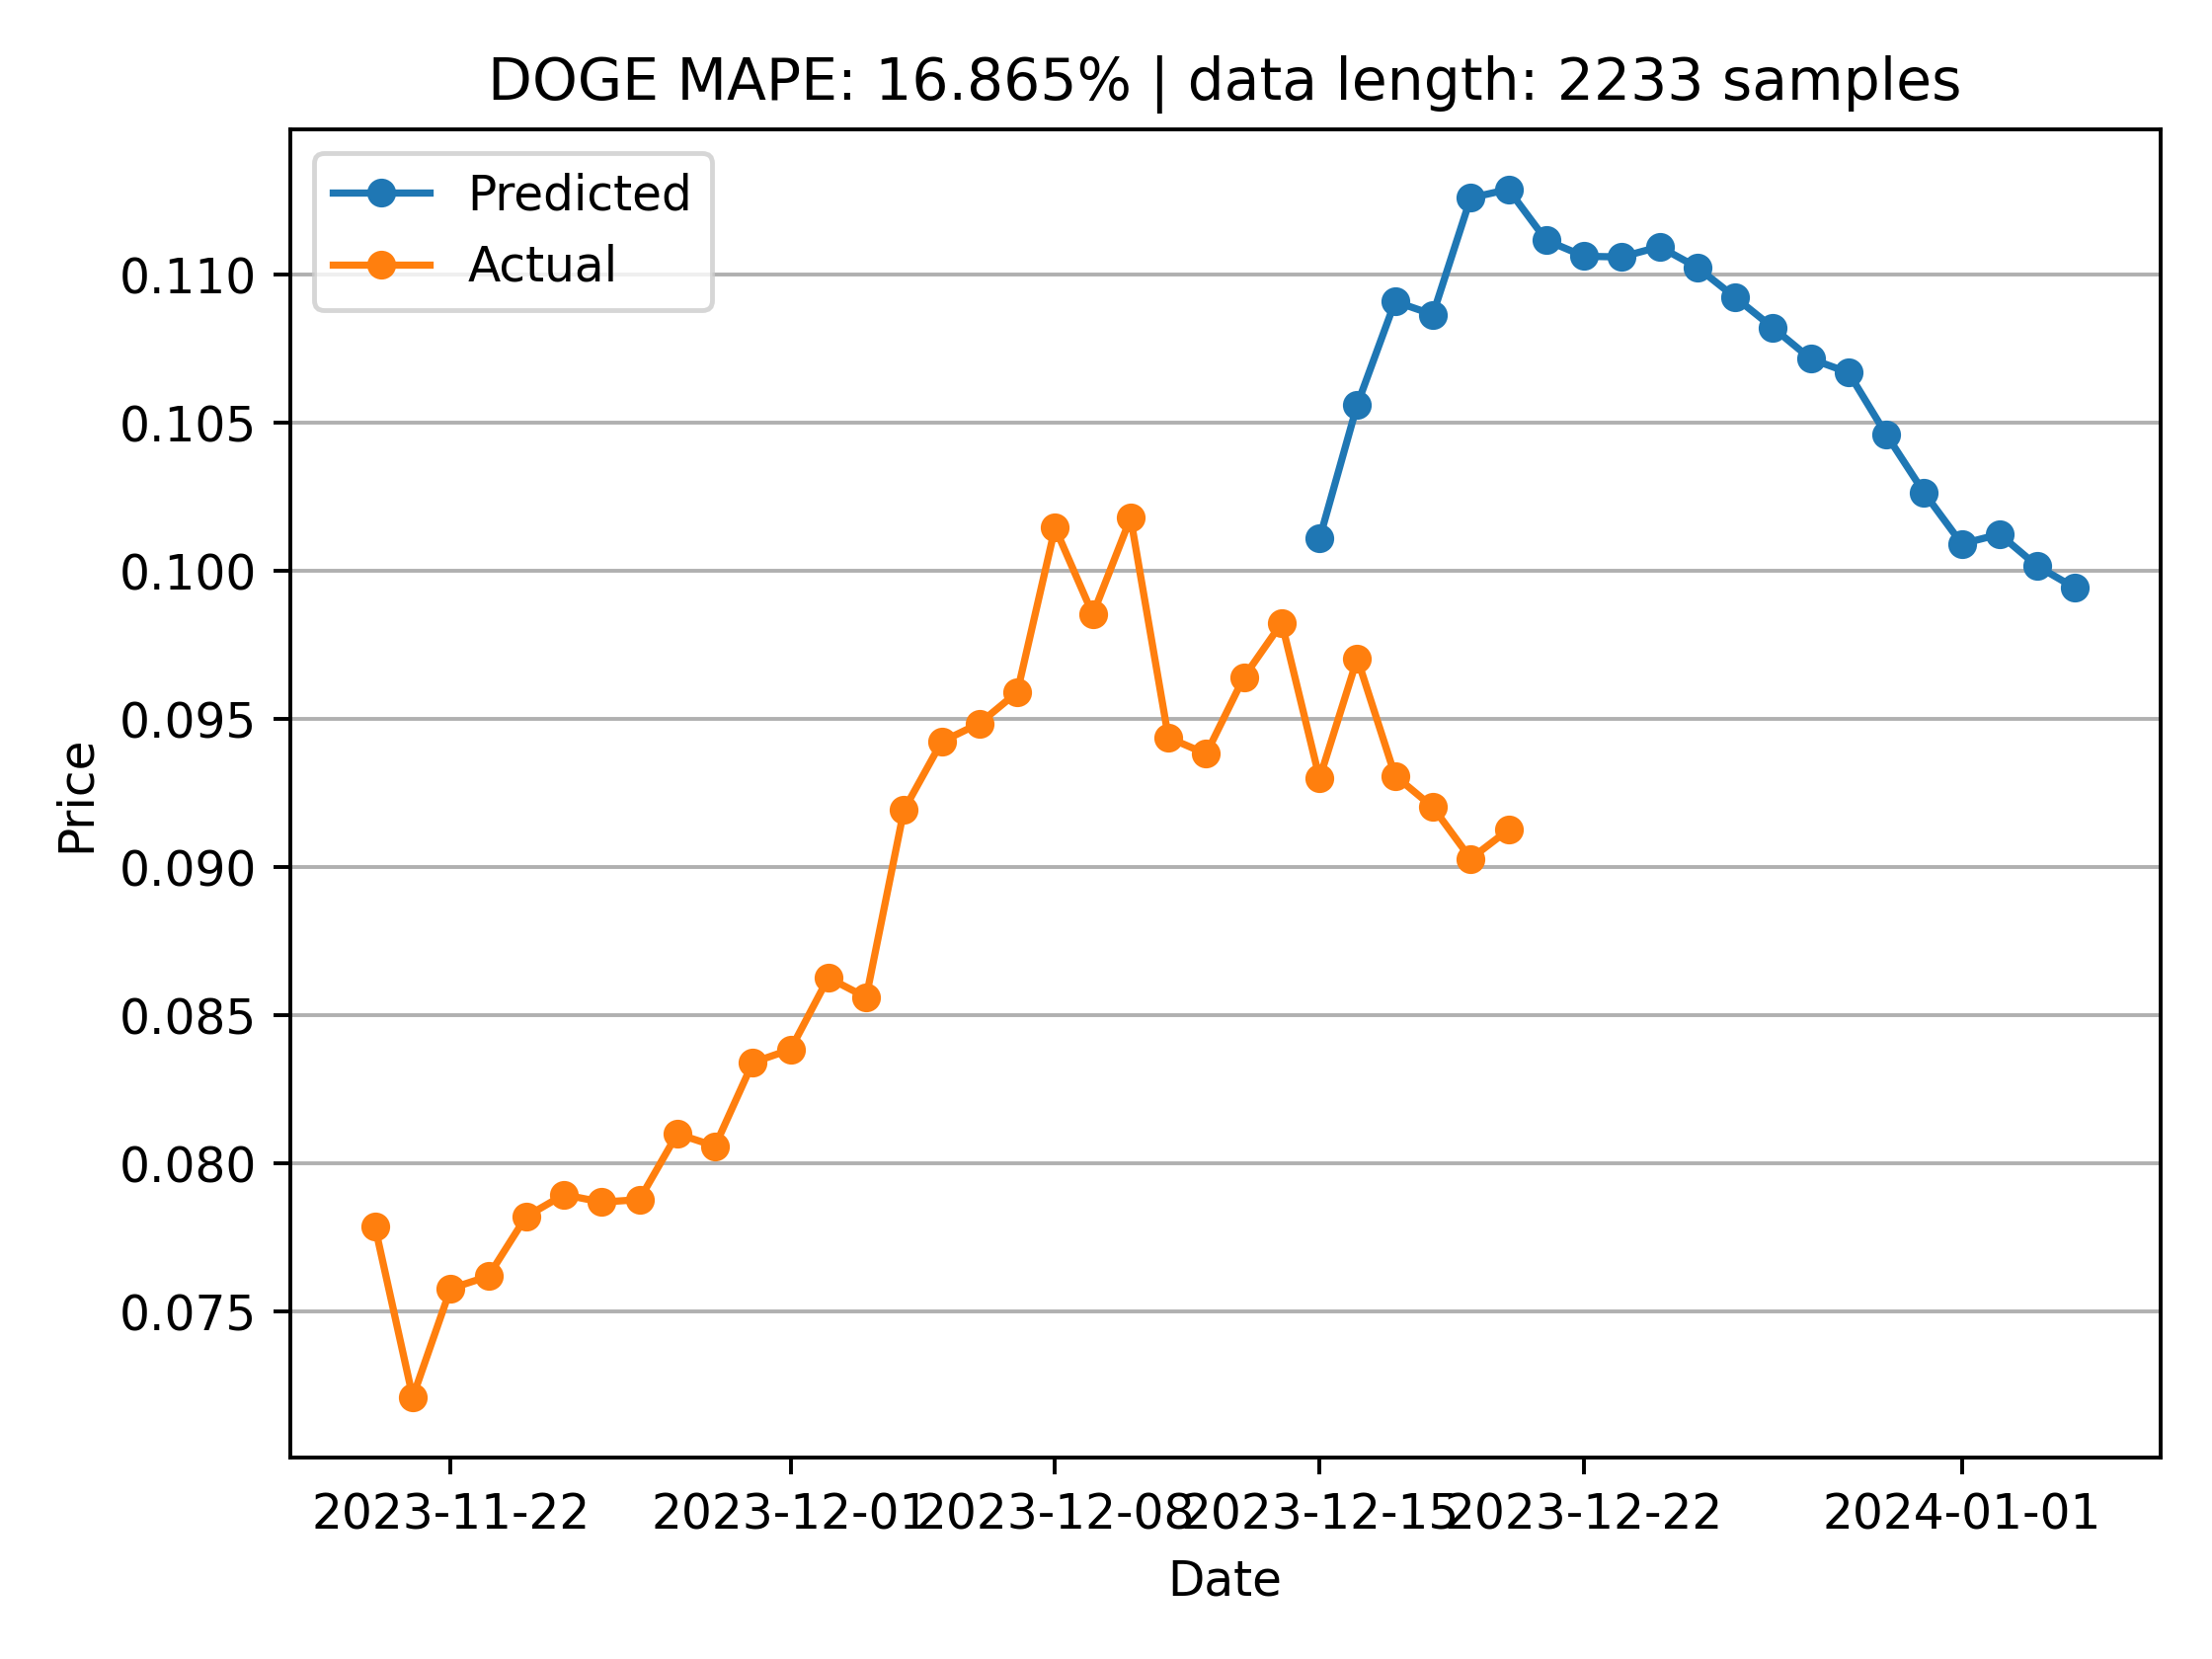 DOGE MAPE: 16.865% | data length: 2233 samples
Predicted
Actual
0.110
0.105
0.100
0.095
0.090
0.085
0.080
0.075
Price
2023-11-22
2023-12-01
2023-12-08
2023-12-15
2023-12-22
2024-01-01
Date